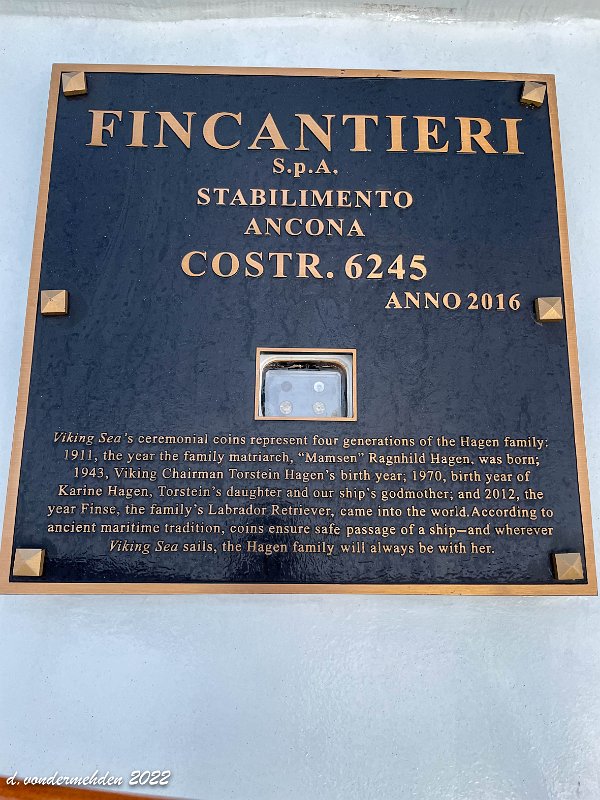 FINCANTIERI
S.p.A.
STABILIMENTO
ANCONA
COSTR. 6245
ANNO 2016
Viking Sea's ceremonial coins represent four generations of the Hagen family:
1911, the year the family matriarch, “Mamsen” Ragnhild Hagen, was born;
1943, Viking Chairman Torstein Hagen's birth year; 1970, birth year of
Karine Hagen, Torstein's daughter and our ship's godmother; and 2012, the
year Finse, the family's Labrador Retriever, came into the world.According to
ancient maritime tradition, coins ensure safe passage of a ship—and wherever
Viking Sea sails, the Hagen family will always be with her.
d. vondermehden 2022